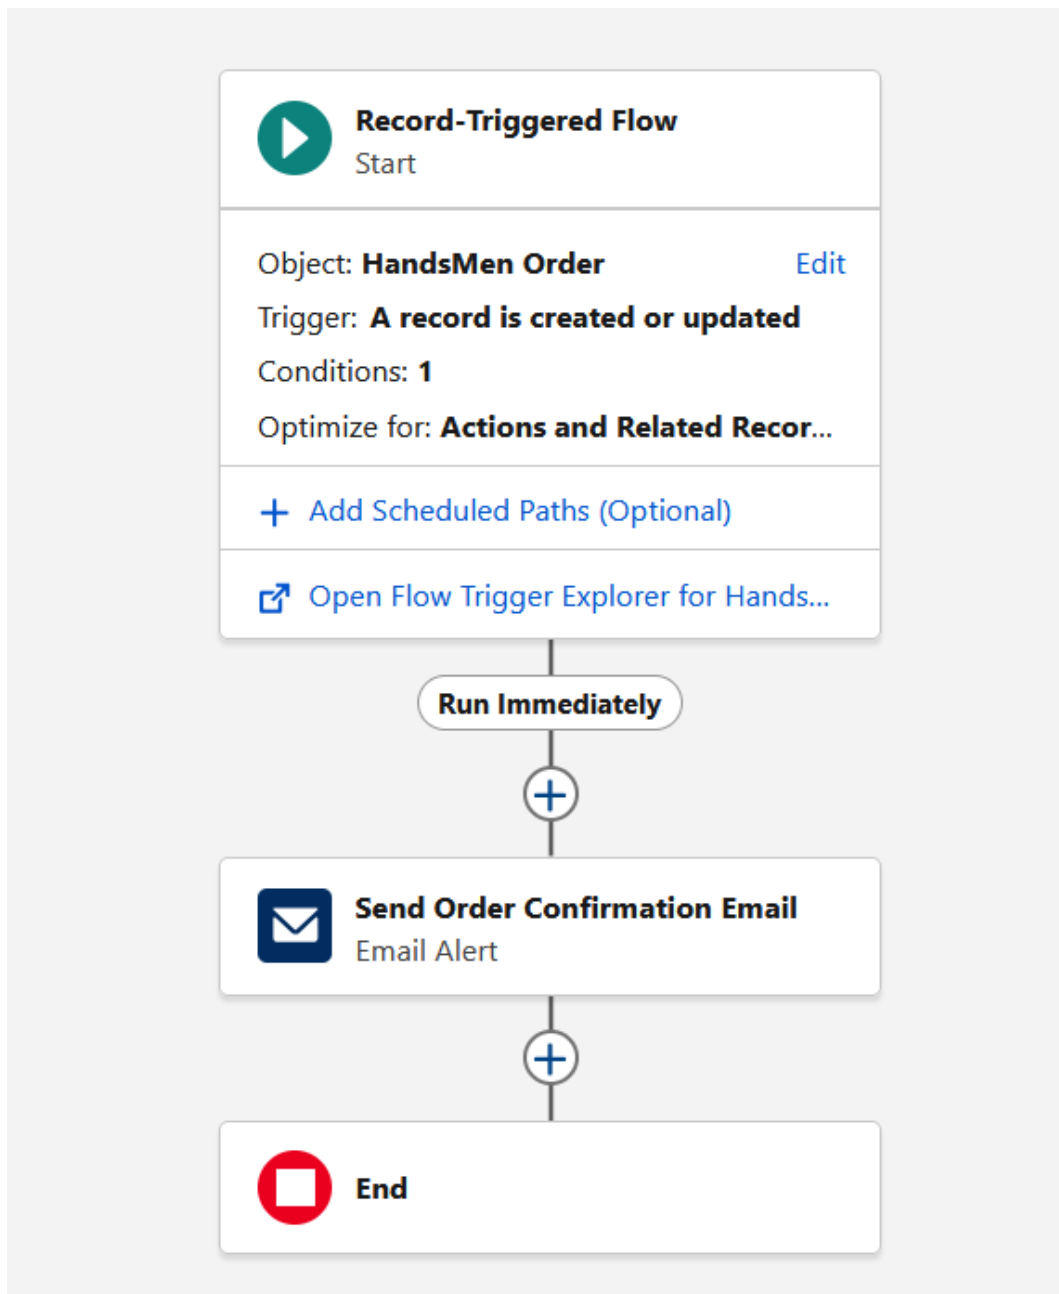 Record-Triggered Flow
Start
Object: HandsMen Order Edit
Trigger: A record is created or updated
Conditions: 1
Optimize for: Actions and Related Recor...
Add Scheduled Paths (Optional)
Open Flow Trigger Explorer for Hands...
Run Immediately
Send Order Confirmation Email
Email Alert
End